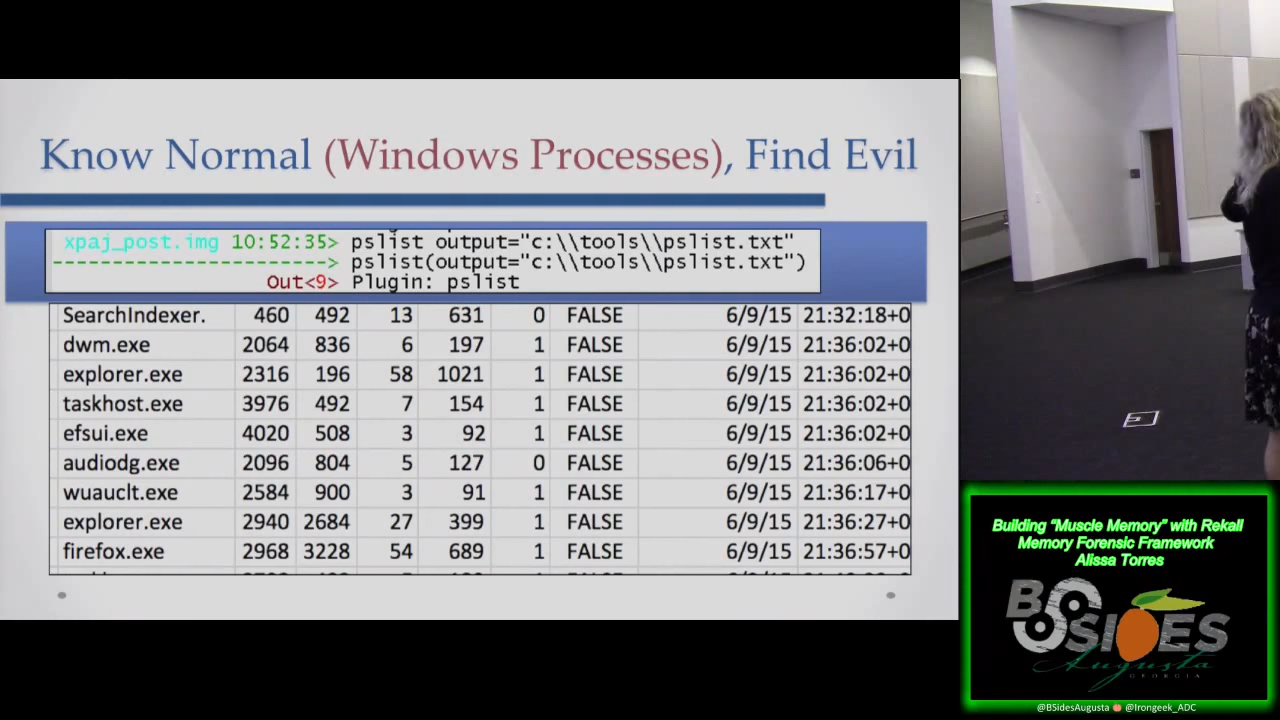 Know Normal (Windows Processes), Find Evil
xpaj_post.img 10:52:35> pslist output="c:\\tools\\pslist.txt"
-----------------------> pslist(output="c:\\tools\\pslist.txt")
Out<9> Plugin: pslist
SearchIndexer. 460 492 13 631 0 FALSE 6/9/15 21:32:18+0
dwm.exe 2064 836 6 197 1 FALSE 6/9/15 21:36:02+0
explorer.exe 2316 196 58 1021 1 FALSE 6/9/15 21:36:02+0
taskhost.exe 3976 492 7 154 1 FALSE 6/9/15 21:36:02+0
efsui.exe 4020 508 3 92 1 FALSE 6/9/15 21:36:02+0
audiodg.exe 2096 804 5 127 0 FALSE 6/9/15 21:36:06+0
wuauclt.exe 2584 900 3 91 1 FALSE 6/9/15 21:36:17+0
explorer.exe 2940 2684 27 399 1 FALSE 6/9/15 21:36:27+0
firefox.exe 2968 3228 54 689 1 FALSE 6/9/15 21:36:57+0
Building “Muscle Memory” with Rekall
Memory Forensic Framework
Alissa Torres
BSIDES
Augusta
GEORGIA
@BSidesAugusta @Irongeek_ADC